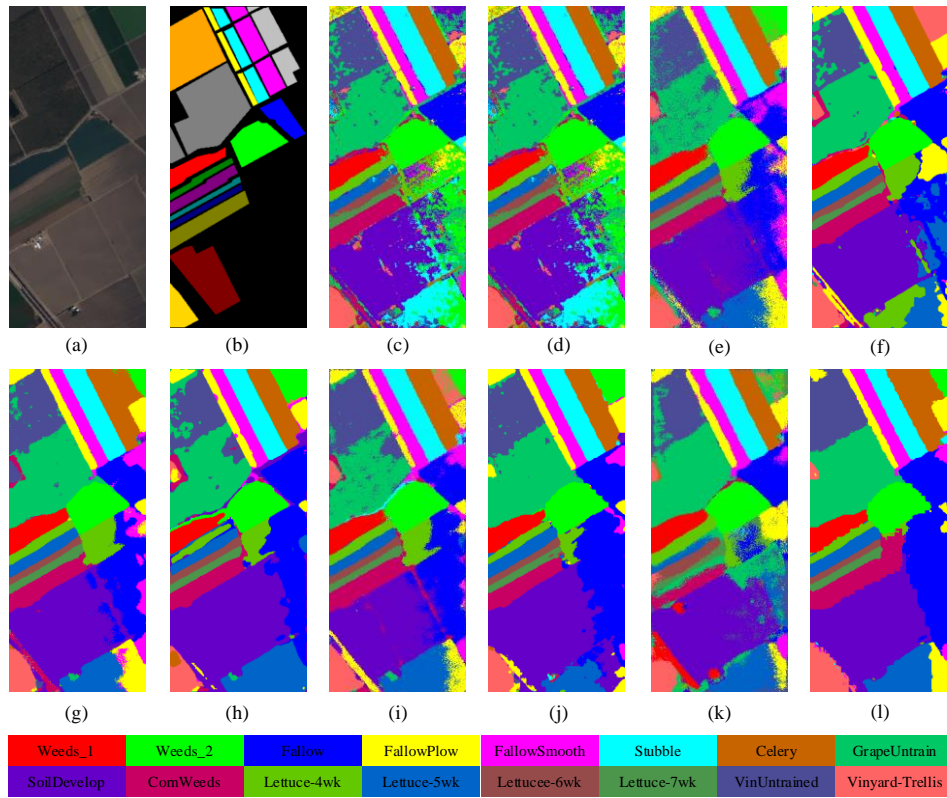 (a) (b) (c) (d) (e) (f)
(g) (h) (i) (j) (k) (l)
Weeds_1 Weeds_2 Fallow FallowPlow FallowSmooth Stubble Celery GrapeUntrain
SoilDevelop CornWeeds Lettuce-4wk Lettuce-5wk Lettucee-6wk Lettuce-7wk VinUntrained Vinyard-Trellis